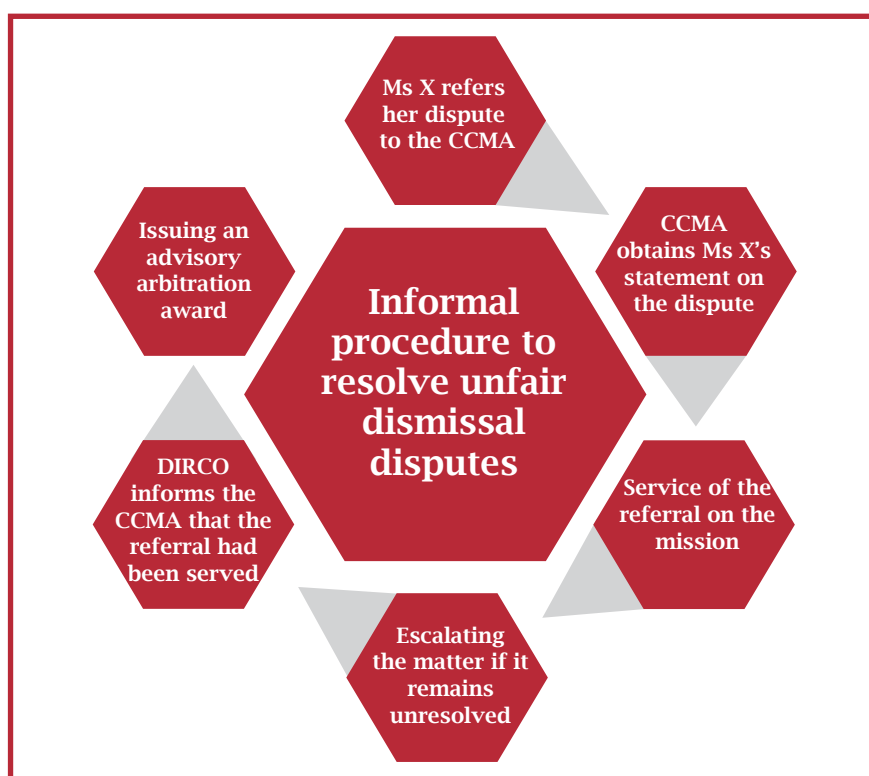 Ms X refers
her dispute
to the CCMA
CCMA
obtains Ms X’s
statement on
the dispute
Service of the
referral on the
mission
Escalating
the matter if it
remains
unresolved
DIRCO
informs the
CCMA that the
referral had
been served
Issuing an
advisory
arbitration
award
Informal
procedure to
resolve unfair
dismissal
disputes